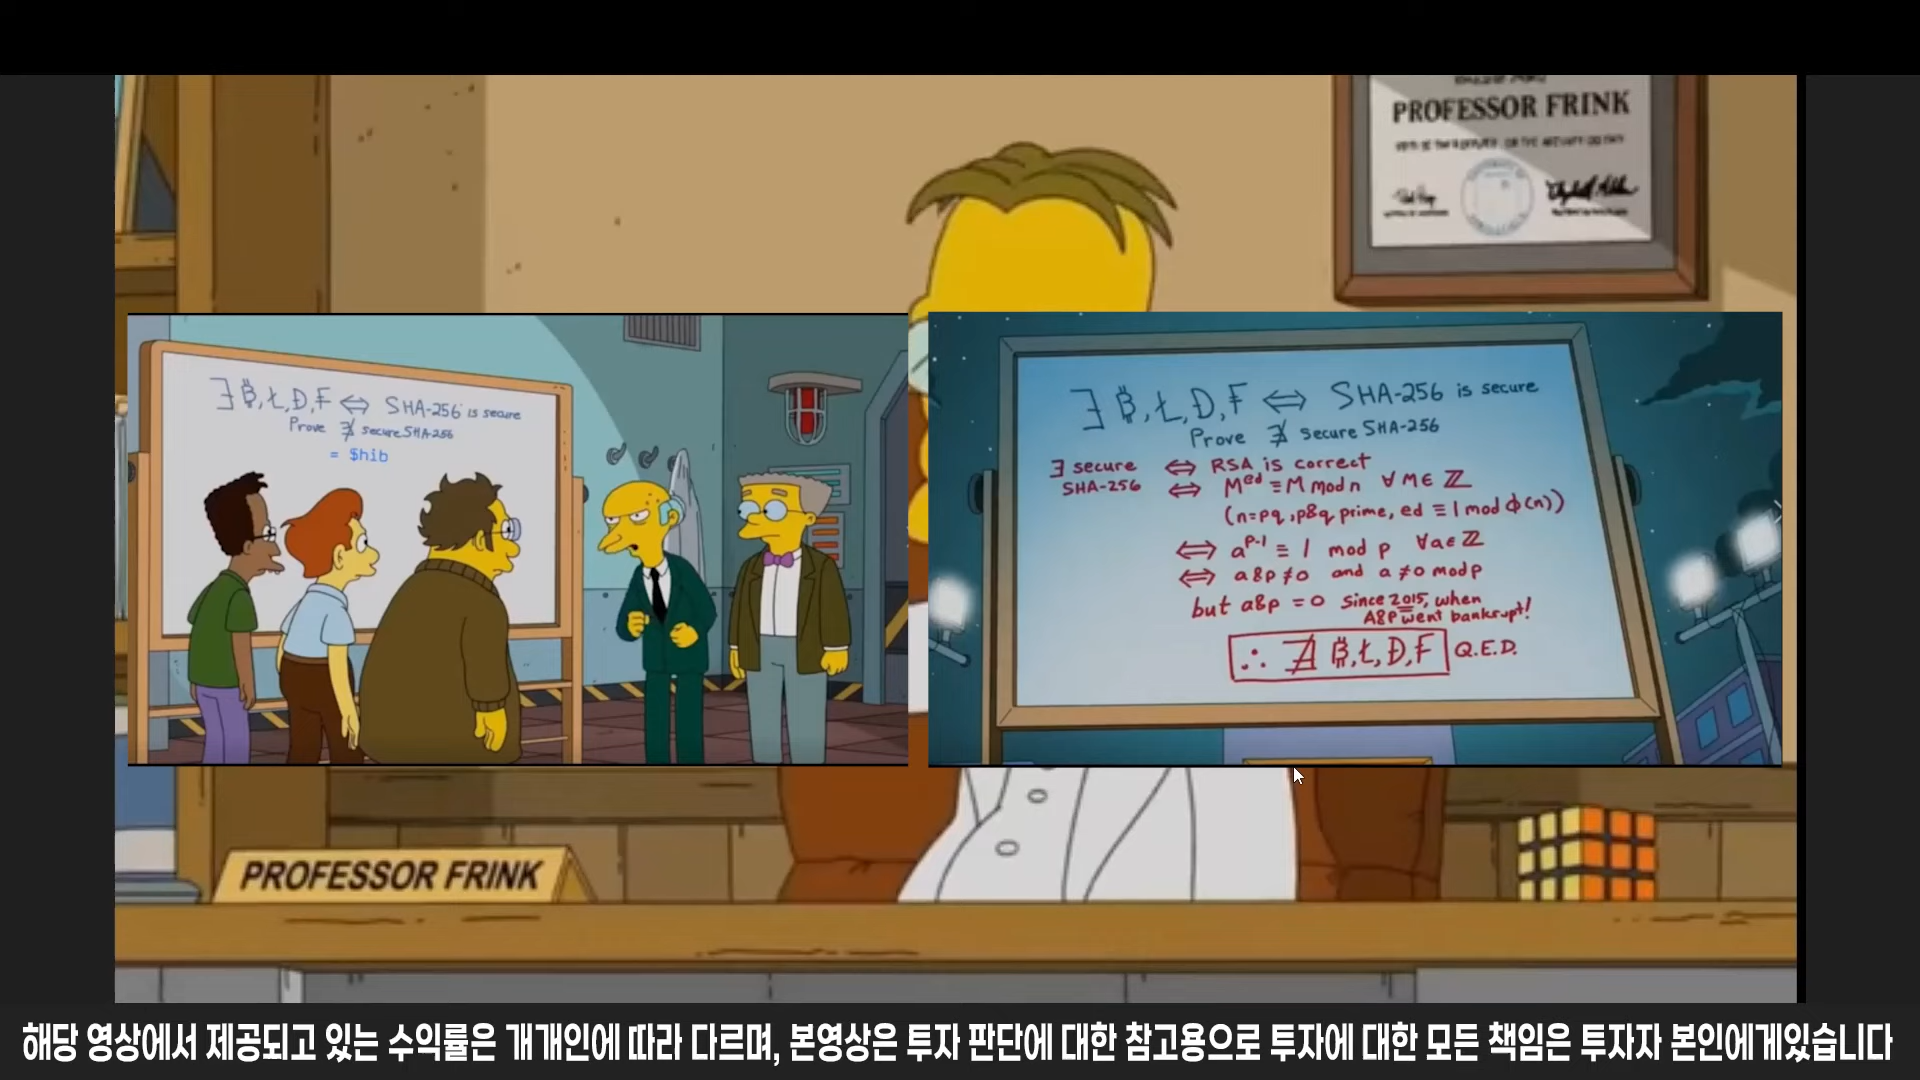 PROFESSOR FRINK
∃ ₿, Ł, Đ, ₣ ⇔ SHA-256 is secure
Prove ∄ secure SHA-256
= $hib
∃ ₿, Ł, Đ, ₣ ⇔ SHA-256 is secure
Prove ∄ secure SHA-256
∃ secure SHA-256 ⇔ RSA is correct
⇔ M^ed ≡ M mod n ∀ M ∈ ℤ
(n=pq, p&q prime, ed ≡ 1 mod ϕ(n))
⇔ a^p-1 ≡ 1 mod p ∀a∈ ℤ
⇔ a&p ≠ 0 and a ≠ 0 mod p
but a&p = 0 since 2015, when
A&P went bankrupt!
∴ ∄ ₿, Ł, Đ, ₣ Q.E.D.
PROFESSOR FRINK
해당 영상에서 제공되고 있는 수익률은 개개인에 따라 다르며, 본영상은 투자 판단에 대한 참고용으로 투자에 대한 모든 책임은 투자자 본인에게있습니다